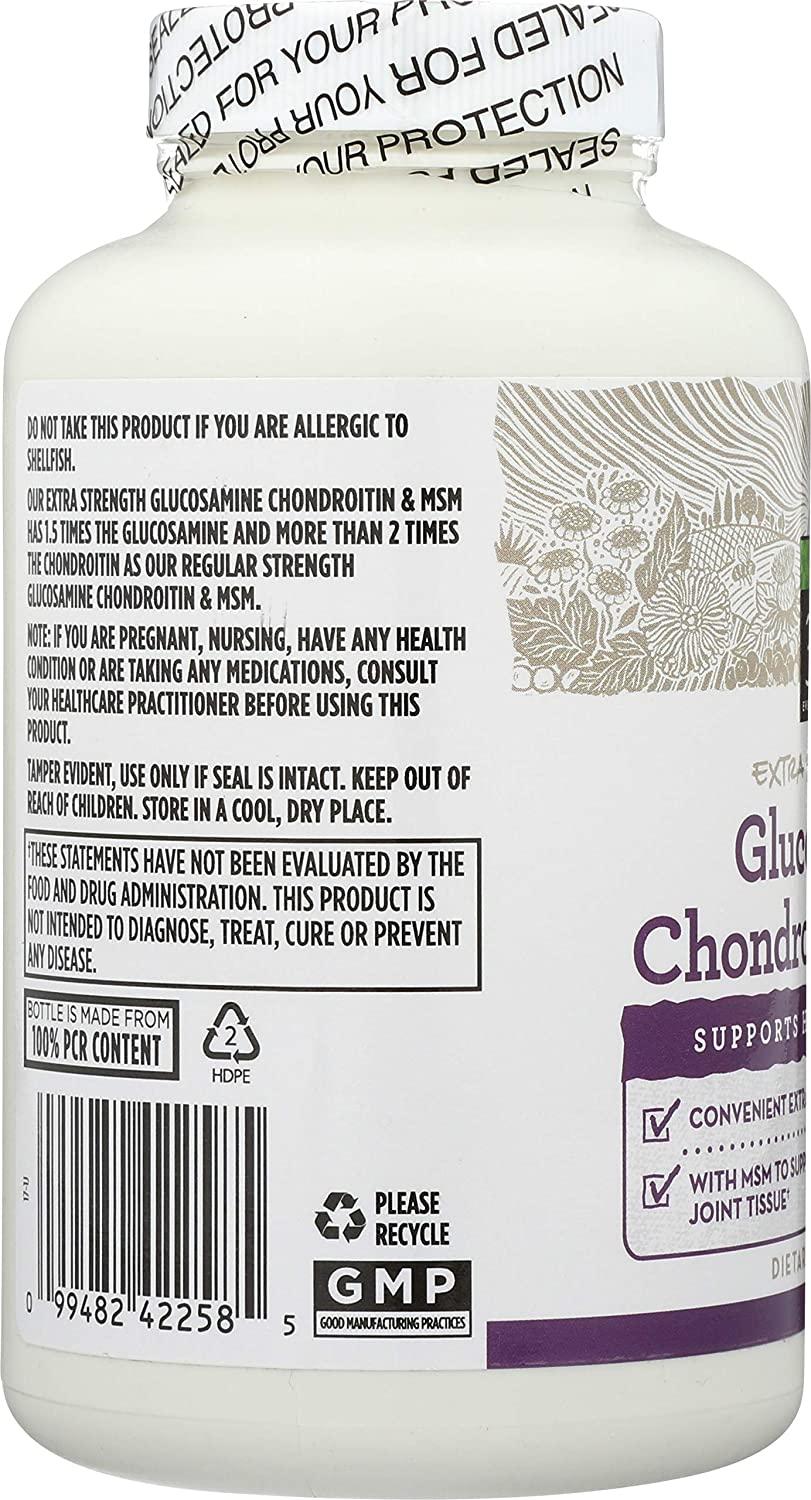 SEALED FOR YOUR
OUR PROTECTION
DO NOT TAKE THIS PRODUCT IF YOU ARE ALLERGIC TO
SHELLFISH.
OUR EXTRA STRENGTH GLUCOSAMINE CHONDROITIN & MSM
HAS 1.5 TIMES THE GLUCOSAMINE AND MORE THAN 2 TIMES
THE CHONDROITIN AS OUR REGULAR STRENGTH
GLUCOSAMINE CHONDROITIN & MSM.
NOTE: IF YOU ARE PREGNANT, NURSING, HAVE ANY HEALTH
CONDITION OR ARE TAKING ANY MEDICATIONS, CONSULT
YOUR HEALTHCARE PRACTITIONER BEFORE USING THIS
PRODUCT.
TAMPER EVIDENT, USE ONLY IF SEAL IS INTACT. KEEP OUT OF
REACH OF CHILDREN. STORE IN A COOL, DRY PLACE.
†THESE STATEMENTS HAVE NOT BEEN EVALUATED BY THE
FOOD AND DRUG ADMINISTRATION. THIS PRODUCT IS
NOT INTENDED TO DIAGNOSE, TREAT, CURE OR PREVENT
ANY DISEASE.
BOTTLE IS MADE FROM
100% PCR CONTENT
2
HDPE
17-1J
0 99482 42258 5
PLEASE
RECYCLE
GMP
GOOD MANUFACTURING PRACTICES
EXTRA
Gluc
Chondro
SUPPORTS
CONVENIENT EXTR
WITH MSM TO SUPP
JOINT TISSUE†
DIETA